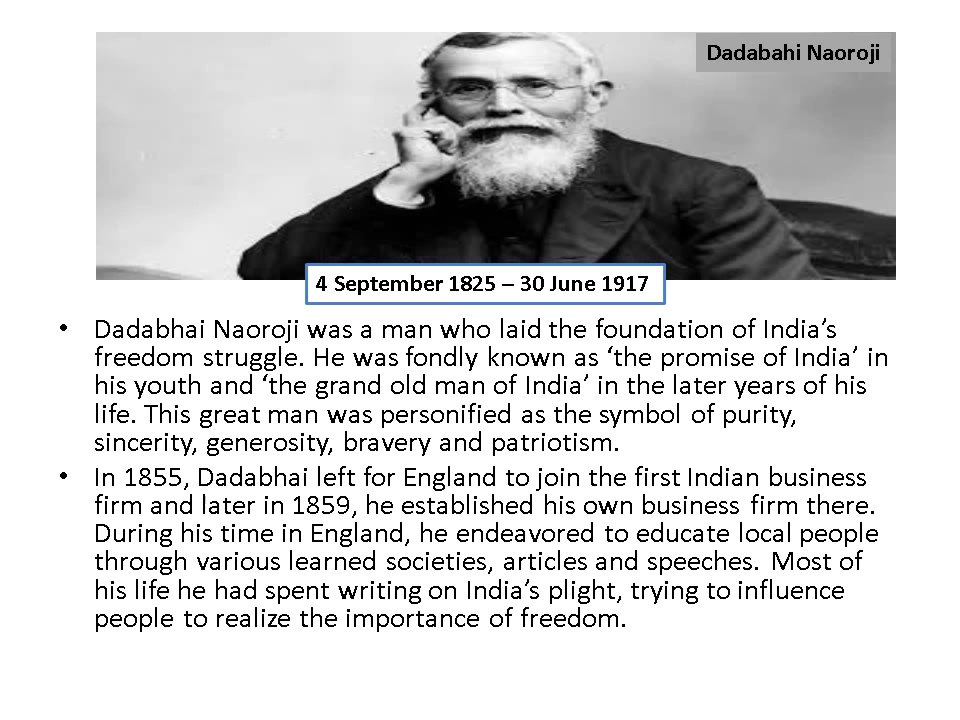 Dadabahi Naoroji
4 September 1825 – 30 June 1917
• Dadabhai Naoroji was a man who laid the foundation of India’s
freedom struggle. He was fondly known as ‘the promise of India’ in
his youth and ‘the grand old man of India’ in the later years of his
life. This great man was personified as the symbol of purity,
sincerity, generosity, bravery and patriotism.
• In 1855, Dadabhai left for England to join the first Indian business
firm and later in 1859, he established his own business firm there.
During his time in England, he endeavored to educate local people
through various learned societies, articles and speeches. Most of
his life he had spent writing on India’s plight, trying to influence
people to realize the importance of freedom.